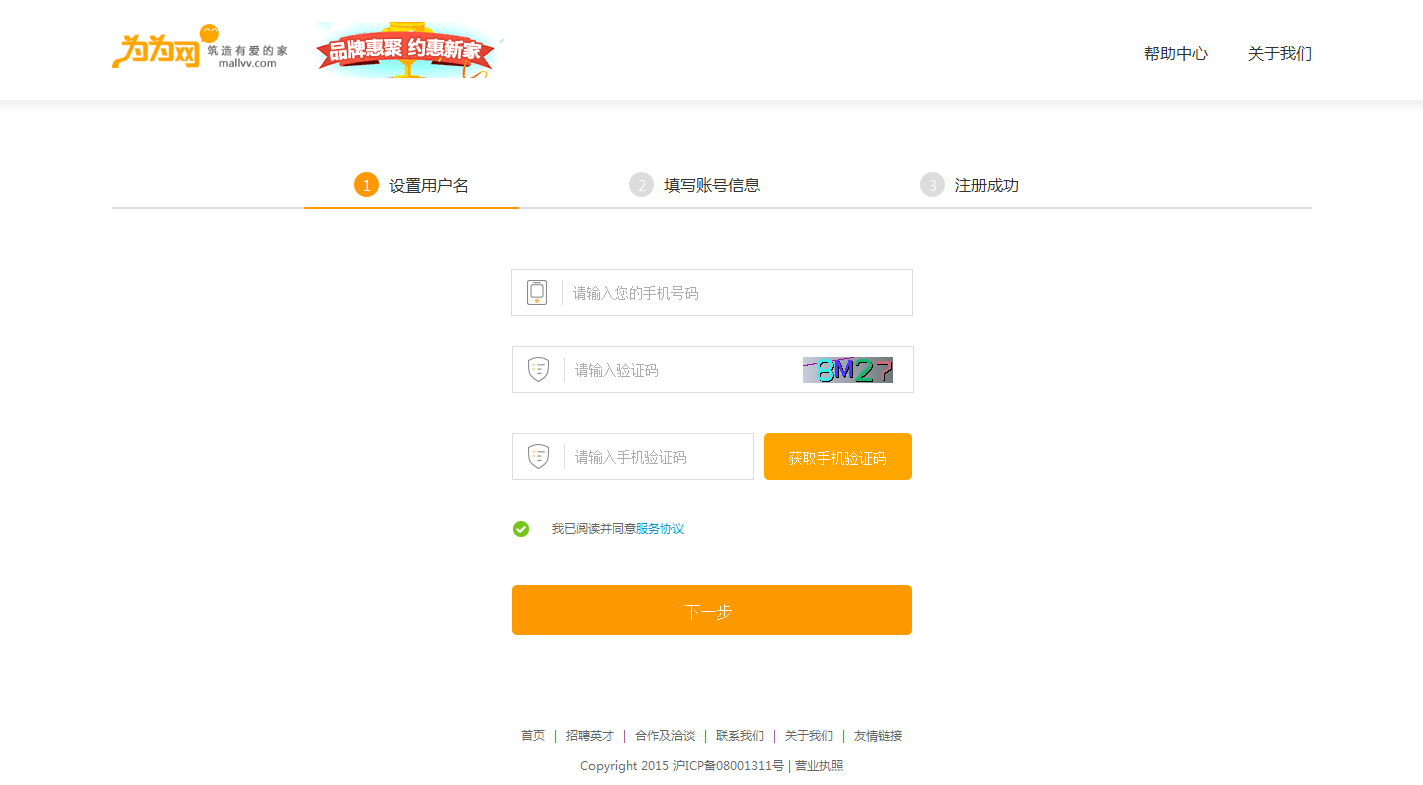 为为网 筑造有爱的家
mallvv.com
品牌惠聚 约惠新家
帮助中心 关于我们
1 设置用户名 2 填写账号信息 3 注册成功
请输入您的手机号码
请输入验证码 8M27
请输入手机验证码 获取手机验证码
我已阅读并同意服务协议
下一步
首页 | 招聘英才 | 合作及洽谈 | 联系我们 | 关于我们 | 友情链接
Copyright 2015 沪ICP备08001311号 | 营业执照